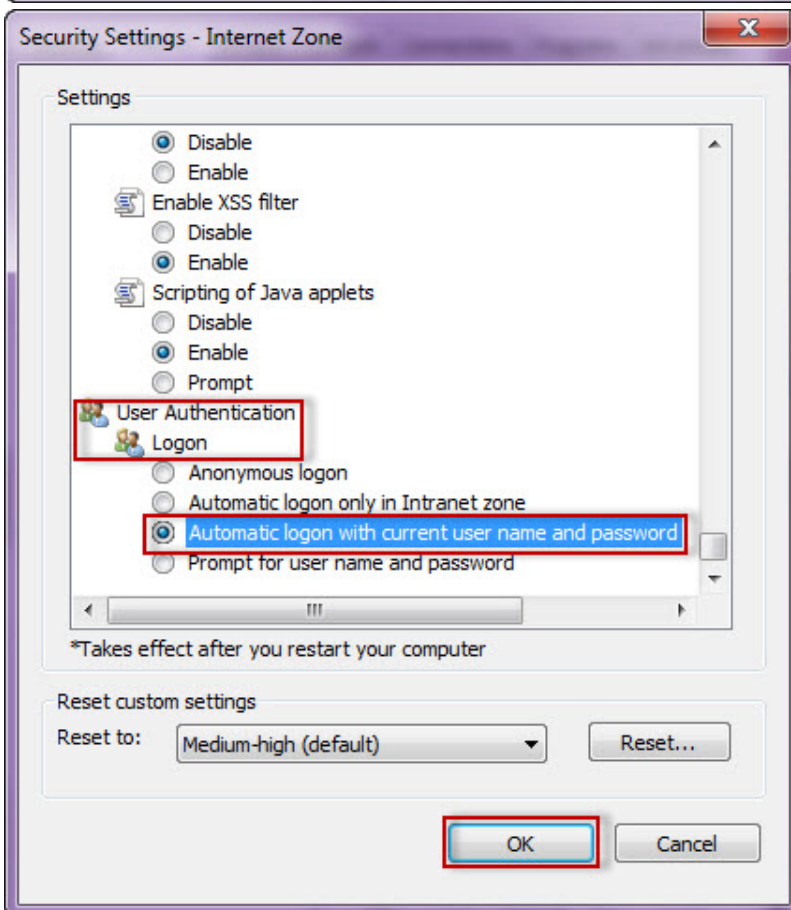 Security Settings - Internet Zone
Settings
Disable
Enable
Enable XSS filter
Disable
Enable
Scripting of Java applets
Disable
Enable
Prompt
User Authentication
Logon
Anonymous logon
Automatic logon only in Intranet zone
Automatic logon with current user name and password
Prompt for user name and password
*Takes effect after you restart your computer
Reset custom settings
Reset to: Medium-high (default) Reset...
OK Cancel